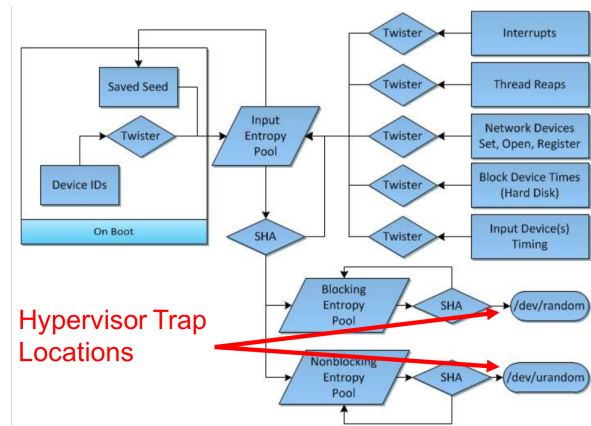 Saved Seed
Twister
Device IDs
On Boot
Input
Entropy
Pool
SHA
Twister
Interrupts
Twister
Thread Reaps
Twister
Network Devices
Set, Open, Register
Twister
Block Device Times
(Hard Disk)
Twister
Input Device(s)
Timing
Blocking
Entropy
Pool
SHA
/dev/random
Hypervisor Trap
Locations
Nonblocking
Entropy
Pool
SHA
/dev/urandom